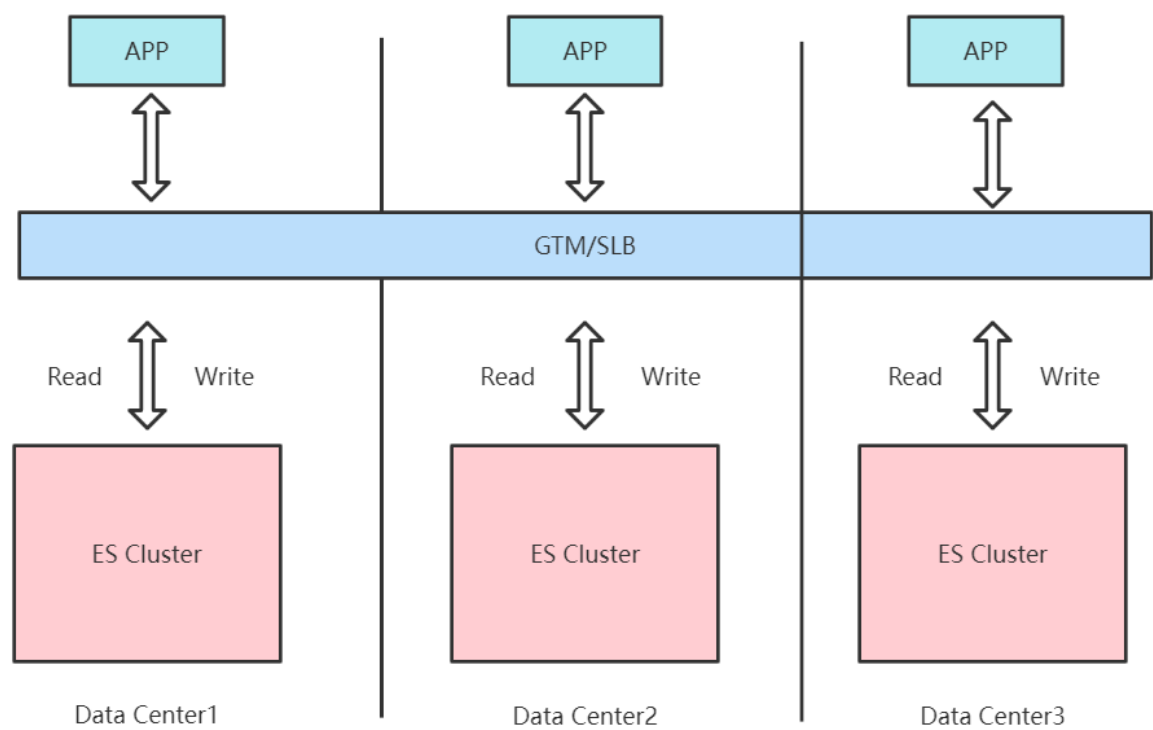 APP
APP
APP
GTM/SLB
Read
Write
Read
Write
Read
Write
ES Cluster
ES Cluster
ES Cluster
Data Center1
Data Center2
Data Center3